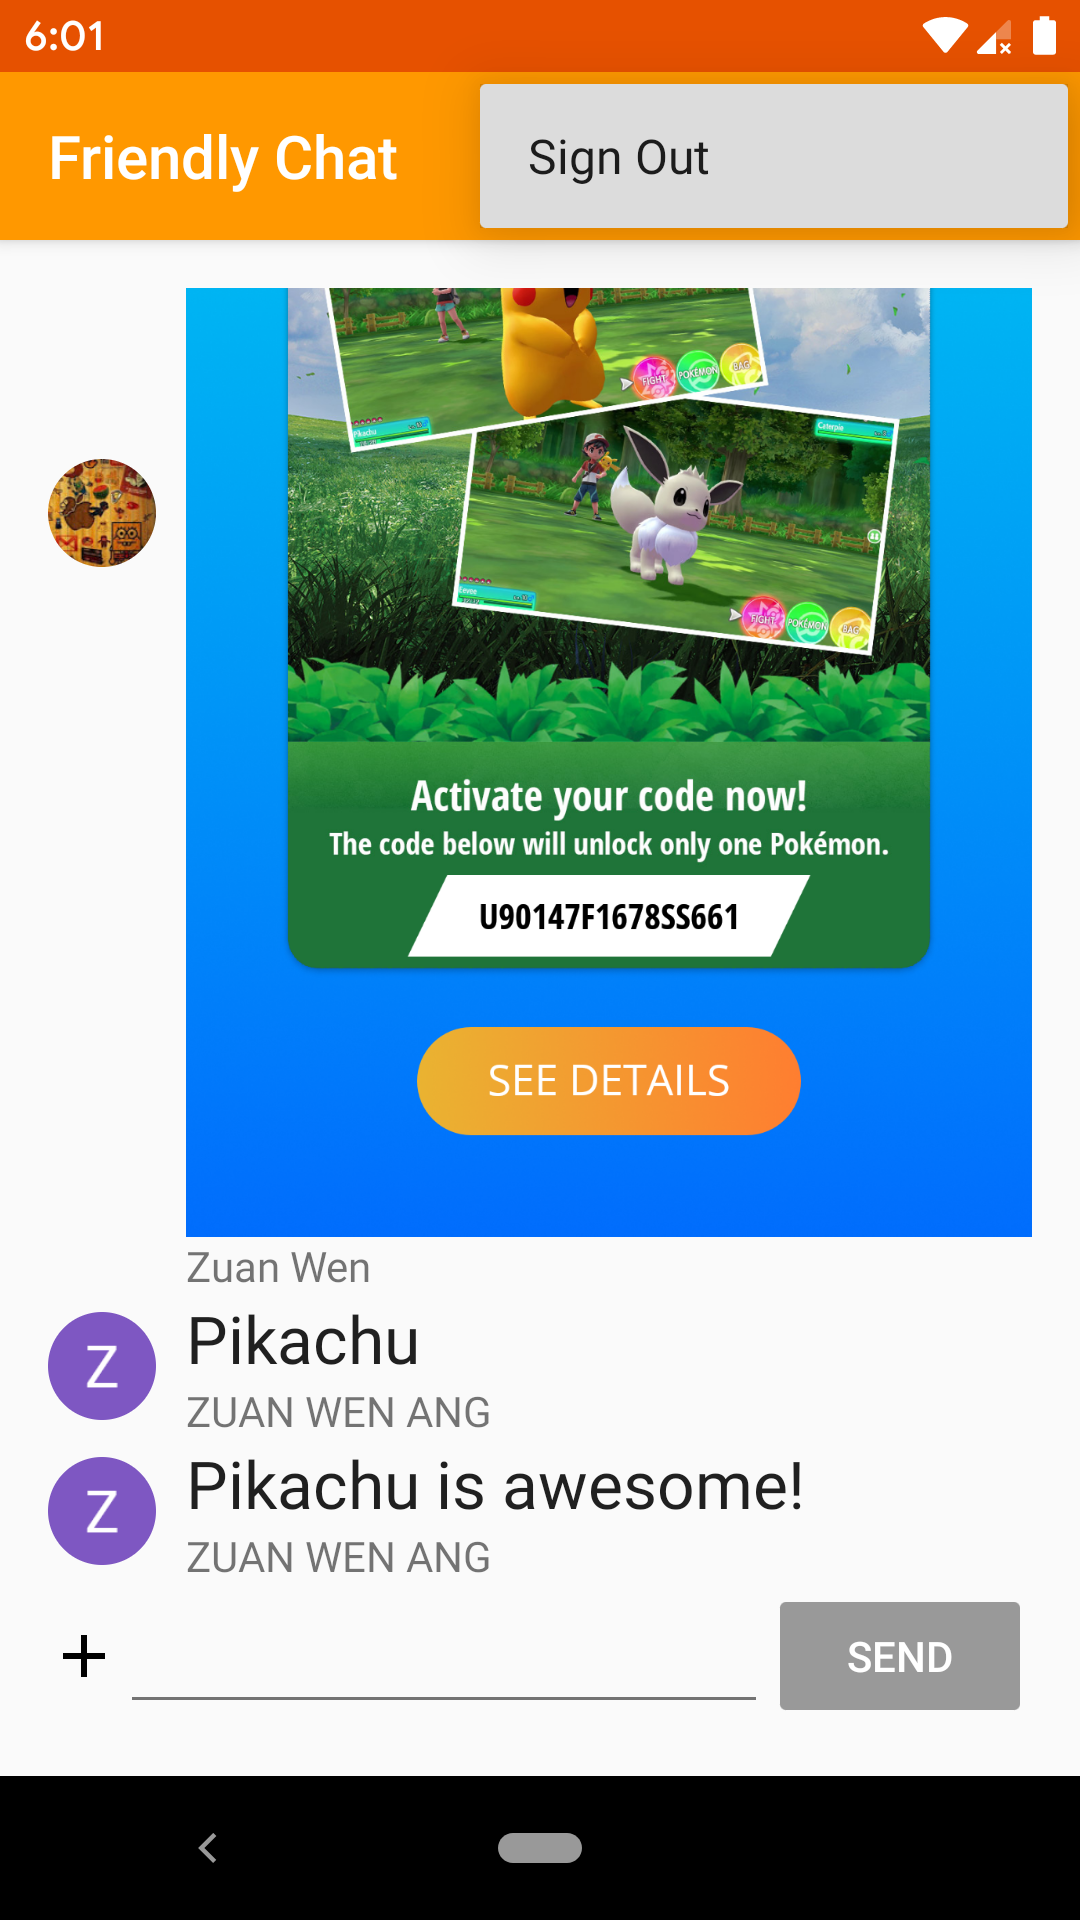 6:01
Friendly Chat
Sign Out
FIGHT
POKÉMON
BAG
Pikachu
Caterpie
Eevee
FIGHT
POKÉMON
BAG
Activate your code now!
The code below will unlock only one Pokémon.
U90147F1678SS661
SEE DETAILS
Zuan Wen
Z
Pikachu
ZUAN WEN ANG
Z
Pikachu is awesome!
ZUAN WEN ANG
SEND